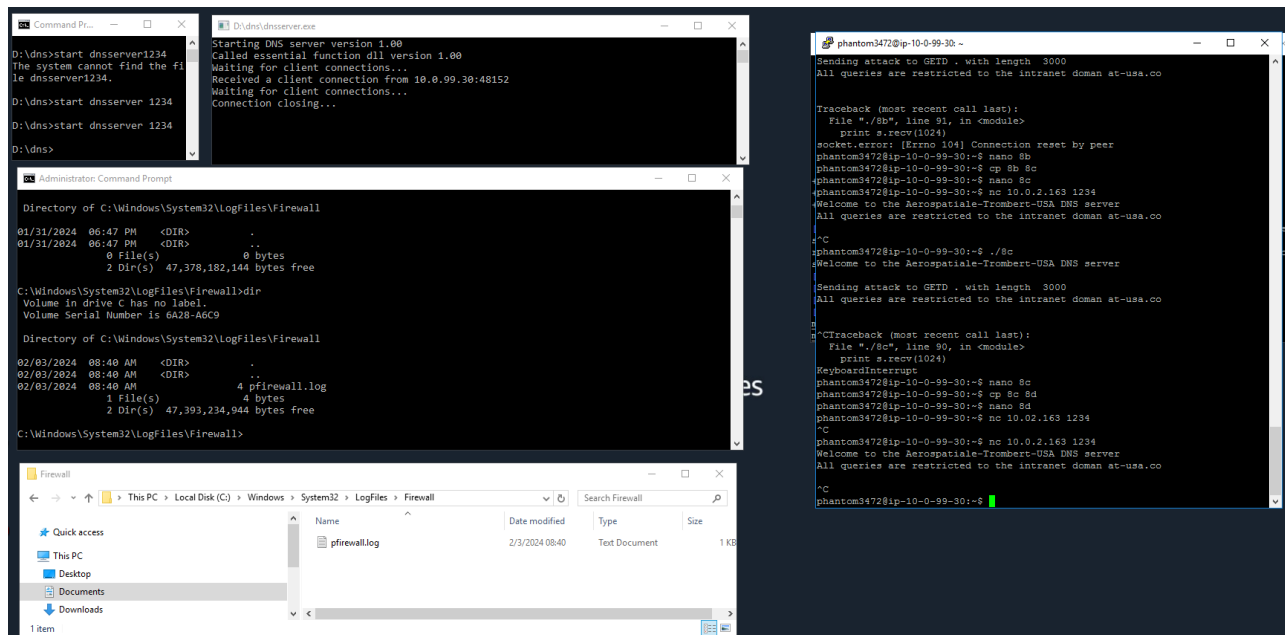 Command Pr...
D:\dns>start dnsserver1234
The system cannot find the fi
le dnsserver1234.
D:\dns>start dnsserver 1234
D:\dns>start dnsserver 1234
D:\dns>
D:\dns\dnsserver.exe
Starting DNS server version 1.00
Called essential function dll version 1.00
Waiting for client connections...
Received a client connection from 10.0.99.30:48152
Waiting for client connections...
Connection closing...
Administrator: Command Prompt
Directory of C:\Windows\System32\LogFiles\Firewall
01/31/2024 06:47 PM <DIR> .
01/31/2024 06:47 PM <DIR> ..
0 File(s) 0 bytes
2 Dir(s) 47,378,182,144 bytes free
C:\Windows\System32\LogFiles\Firewall>dir
Volume in drive C has no label.
Volume Serial Number is 6A28-A6C9
Directory of C:\Windows\System32\LogFiles\Firewall
02/03/2024 08:40 AM <DIR> .
02/03/2024 08:40 AM <DIR> ..
02/03/2024 08:40 AM 4 pfirewall.log
1 File(s) 4 bytes
2 Dir(s) 47,393,234,944 bytes free
C:\Windows\System32\LogFiles\Firewall>
es
Firewall
This PC > Local Disk (C:) > Windows > System32 > LogFiles > Firewall
Search Firewall
Quick access
This PC
Desktop
Documents
Downloads
1 item
Name Date modified Type Size
pfirewall.log 2/3/2024 08:40 Text Document 1 KB
phantom3472@ip-10-0-99-30: ~
Sending attack to GETD . with length 3000
All queries are restricted to the intranet doman at-usa.co
Traceback (most recent call last):
File "./8b", line 91, in <module>
print s.recv(1024)
socket.error: [Errno 104] Connection reset by peer
phantom3472@ip-10-0-99-30:~$ nano 8b
phantom3472@ip-10-0-99-30:~$ cp 8b 8c
phantom3472@ip-10-0-99-30:~$ nano 8c
phantom3472@ip-10-0-99-30:~$ nc 10.0.2.163 1234
Welcome to the Aerospatiale-Trombert-USA DNS server
All queries are restricted to the intranet doman at-usa.co
^C
phantom3472@ip-10-0-99-30:~$ ./8c
Welcome to the Aerospatiale-Trombert-USA DNS server
Sending attack to GETD . with length 3000
All queries are restricted to the intranet doman at-usa.co
^CTraceback (most recent call last):
File "./8c", line 90, in <module>
print s.recv(1024)
KeyboardInterrupt
phantom3472@ip-10-0-99-30:~$ nano 8c
phantom3472@ip-10-0-99-30:~$ cp 8c 8d
phantom3472@ip-10-0-99-30:~$ nano 8d
phantom3472@ip-10-0-99-30:~$ nc 10.02.163 1234
^C
phantom3472@ip-10-0-99-30:~$ nc 10.0.2.163 1234
Welcome to the Aerospatiale-Trombert-USA DNS server
All queries are restricted to the intranet doman at-usa.co
^C
phantom3472@ip-10-0-99-30:~$